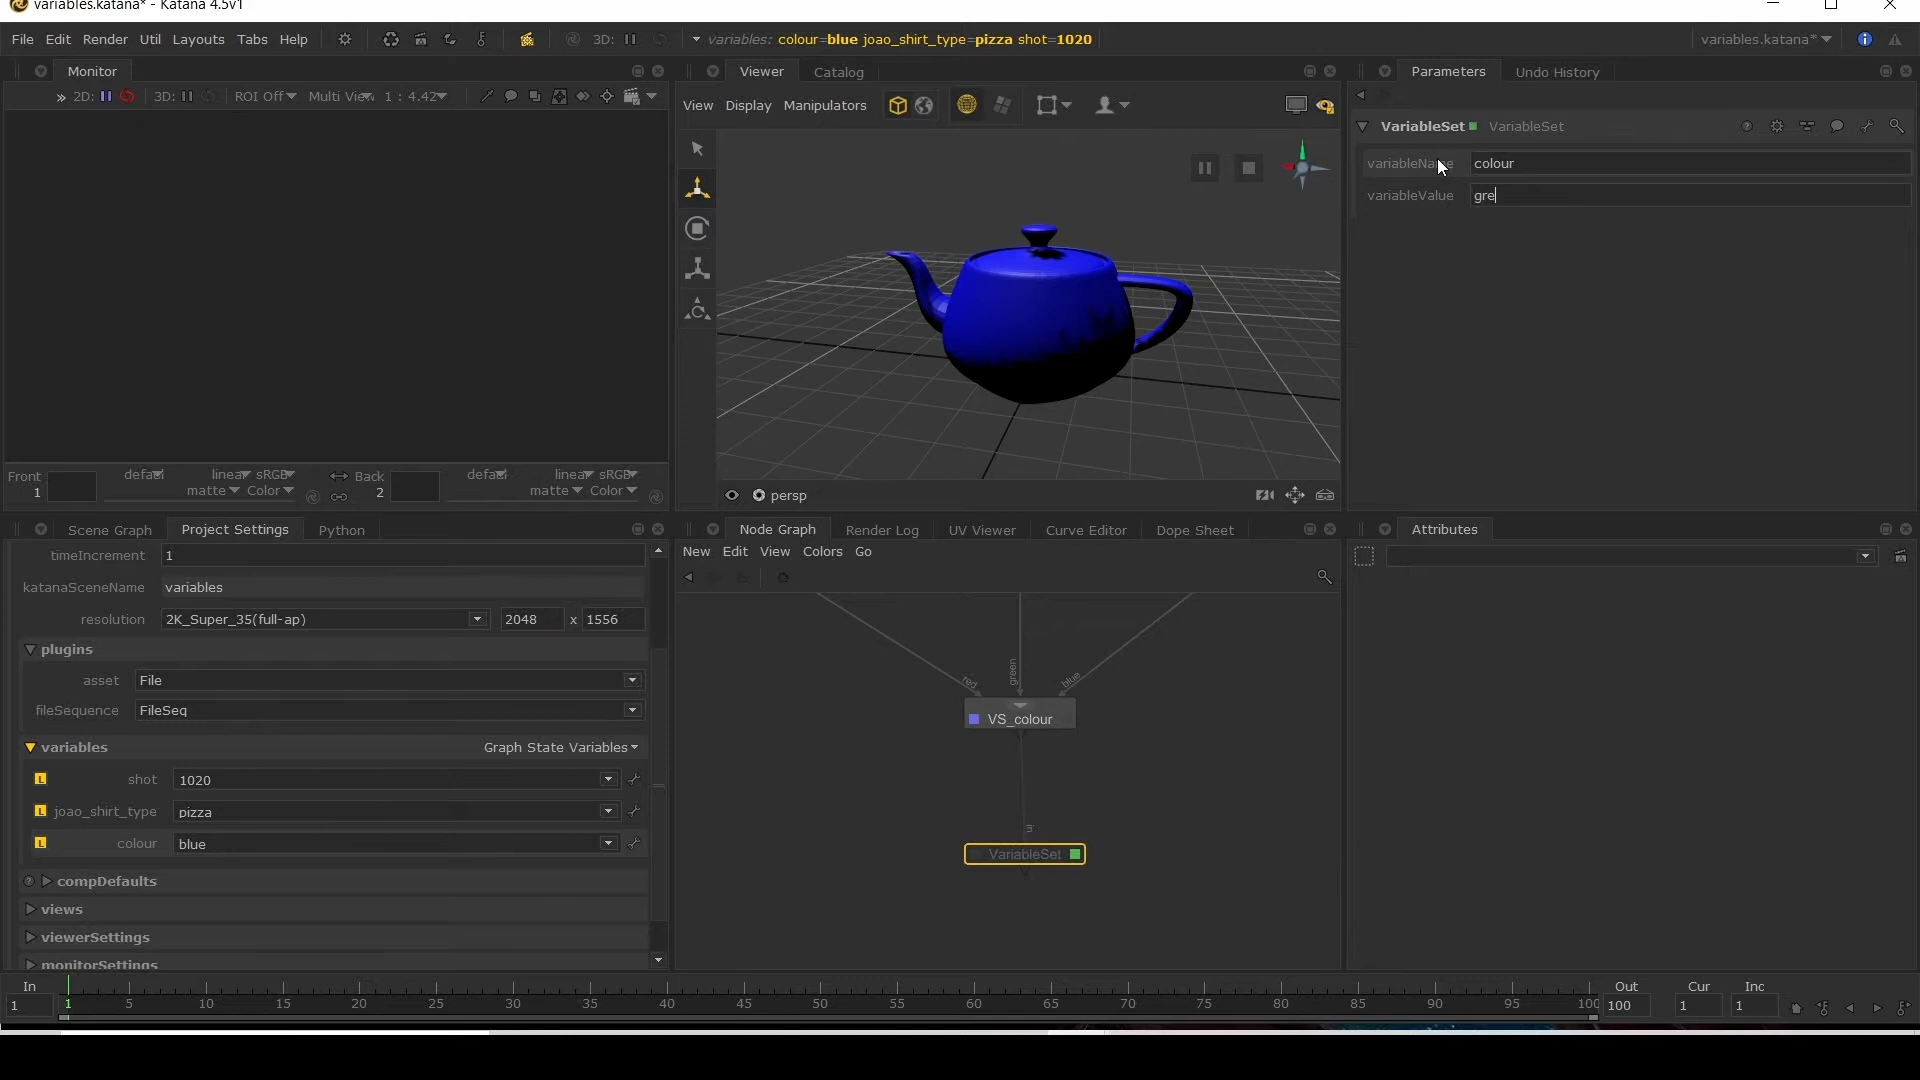 variables.katana* - Katana 4.5v1
File Edit Render Util Layouts Tabs Help 3D: variables: colour=blue joao_shirt_type=pizza shot=1020 variables.katana*
Monitor
2D: 3D: ROI Off Multi View 1 : 4.42
Front
1
linear sRGB
matte Color
Back
2
linear sRGB
matte Color
Viewer Catalog
View Display Manipulators
persp
Parameters Undo History
VariableSet VariableSet
variableName colour
variableValue gre
Scene Graph Project Settings Python
timeIncrement 1
katanaSceneName variables
resolution 2K_Super_35(full-ap) 2048 x 1556
plugins
asset File
fileSequence FileSeq
variables Graph State Variables
L shot 1020
L joao_shirt_type pizza
L colour blue
compDefaults
views
viewerSettings
monitorSettings
Node Graph Render Log UV Viewer Curve Editor Dope Sheet
New Edit View Colors Go
red green blue
VS_colour
VariableSet
Attributes
In
1
1 5 10 15 20 25 30 35 40 45 50 55 60 65 70 75 80 85 90 95 100
Out Cur Inc
100 1 1